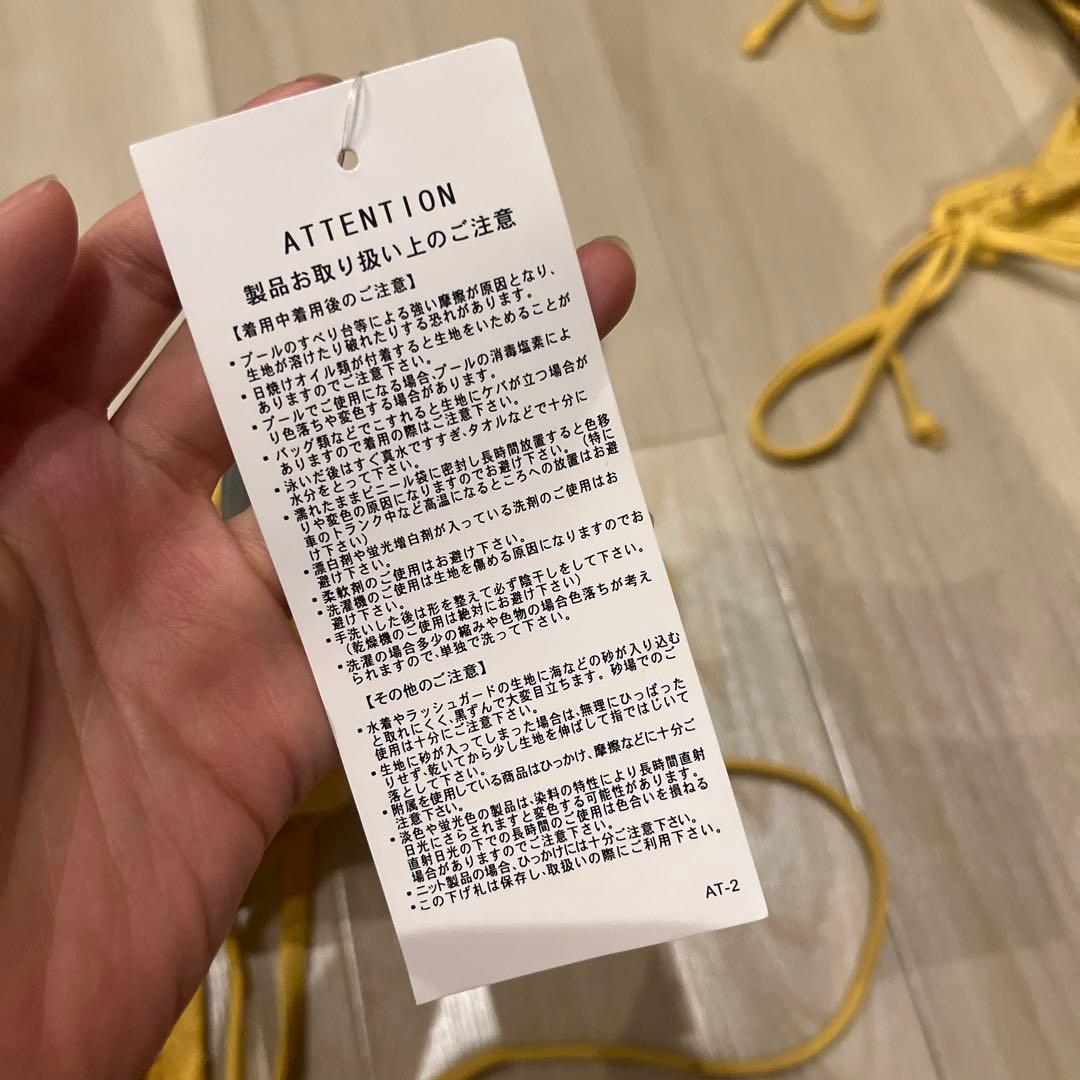 ATTENTION
製品お取り扱い上のご注意
【着用中着用後のご注意】
▪プールのすべり台等による強い摩擦が原因となり、
生地が溶けたり破れたりする恐れがあります。
▪日焼けオイル類が付着すると生地をいためることが
ありますのでご注意下さい。
▪プールでご使用になる場合、プールの消毒塩素によ
り色落ちや変色する場合があります。
▪バッグ類などでこすれると生地にケバが立つ場合が
ありますので着用の際はご注意下さい。
▪泳いだ後はすぐ真水ですすぎ、タオルなどで十分に
水分をとって下さい。
▪濡れたままビニール袋に密封し長時間放置すると色移
りや変色の原因になりますのでお避け下さい。(特に
車のトランク中など高温になるところへの放置はお避
け下さい)
▪漂白剤や蛍光増白剤が入っている洗剤のご使用はお
避け下さい。
▪柔軟剤のご使用はお避け下さい。
▪洗濯機のご使用は生地を傷める原因になりますのでお
避け下さい。
▪手洗いした後は形を整えて必ず陰干しをして下さい。
(乾燥機のご使用は絶対にお避け下さい)
▪洗濯の場合多少の縮みや色物の場合色落ちが考え
られますので、単独で洗って下さい。
【その他のご注意】
▪水着やラッシュガードの生地に海などの砂が入り込む
と取れにくく、黒ずんで大変目立ちます。砂場でのご
使用は十分にご注意下さい。
▪生地に砂が入ってしまった場合は、無理にひっぱった
りせず、乾いてから少し生地を伸ばして指ではじいて
落として下さい。
▪附属を使用している商品はひっかけ、摩擦などに十分ご
注意下さい。
▪淡色や蛍光色の製品は、染料の特性により長時間直射
日光にさらされますと変色する可能性があります。
直射日光の下での長時間のご使用は色合いを損ねる
場合がありますのでご注意下さい。
▪ニット製品の場合、ひっかけには十分ご注意下さい。
▪この下げ札は保存し、取扱いの際にご利用下さい。
AT-2